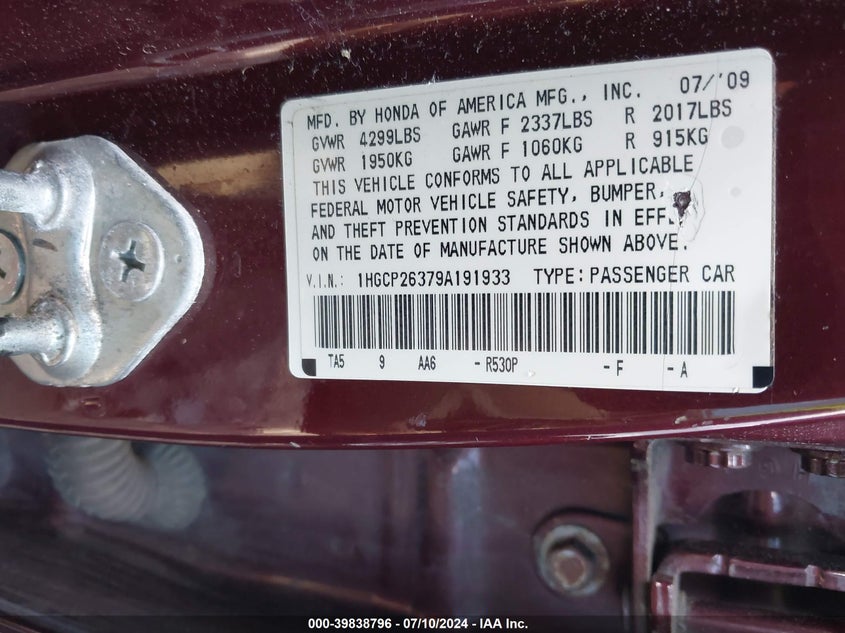 MFD. BY HONDA OF AMERICA MFG., INC. 07/'09
GVWR 4299LBS GAWR F 2337LBS R 2017LBS
GVWR 1950KG GAWR F 1060KG R 915KG
THIS VEHICLE CONFORMS TO ALL APPLICABLE
FEDERAL MOTOR VEHICLE SAFETY, BUMPER,
AND THEFT PREVENTION STANDARDS IN EFF
ON THE DATE OF MANUFACTURE SHOWN ABOVE.
V.I.N.: 1HGCP26379A191933 TYPE: PASSENGER CAR
TA5 9 AA6 -R530P -F -A
000-39838796 - 07/10/2024 - IAA Inc.